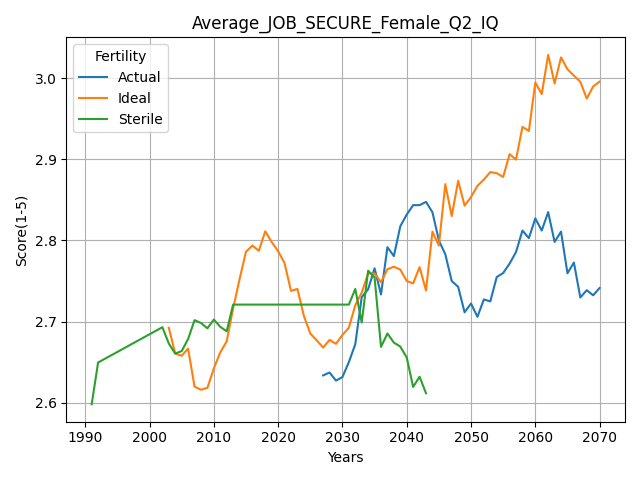 Average_JOB_SECURE_Female_Q2_IQ
Fertility
Actual
Ideal
Sterile
Score(1-5)
3.0
2.9
2.8
2.7
2.6
1990 2000 2010 2020 2030 2040 2050 2060 2070
Years